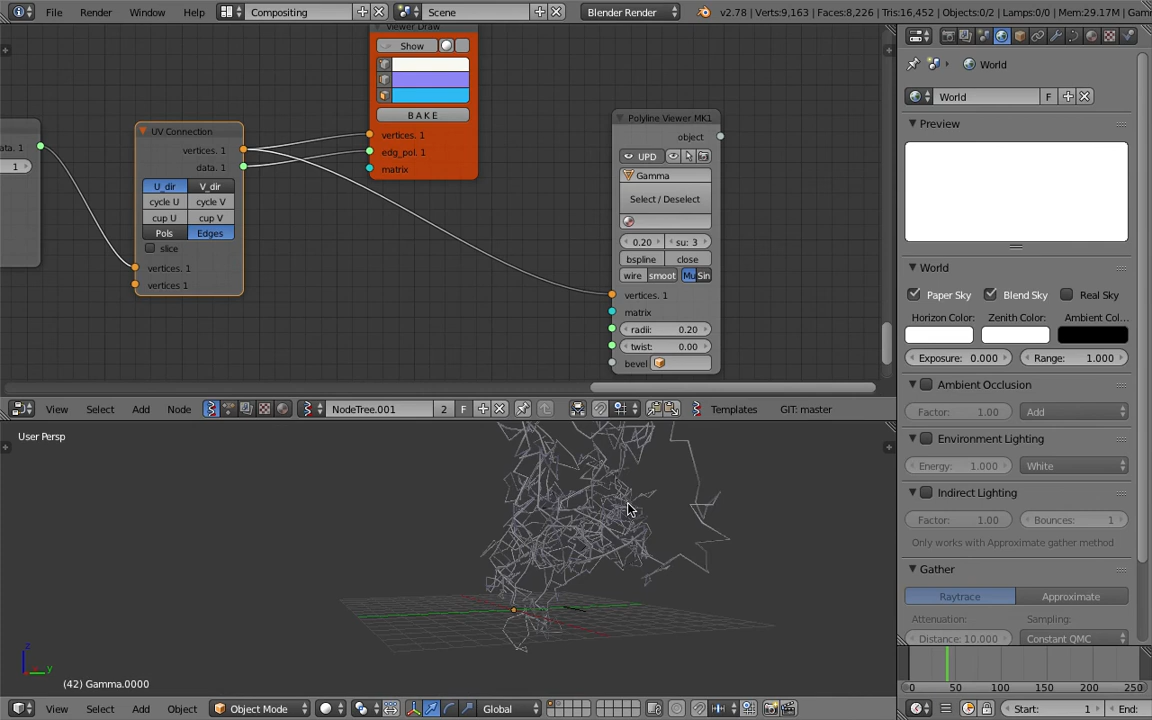 File Render Window Help Compositing Scene Blender Render v2.78 | Verts:9,163 | Faces:8,226 | Tris:16,452 | Objects:0/2 | Lamps:0/0 | Mem:29.17M | Gam
Viewer Draw
Show
BAKE
vertices. 1
edg_pol. 1
matrix
ata. 1
1
UV Connection
vertices. 1
data. 1
U_dir V_dir
cycle U cycle V
cup U cup V
Pols Edges
slice
vertices. 1
vertices 1
Polyline Viewer MK1
object
UPD
Gamma
Select / Deselect
0.20 su: 3
bspline close
wire smoot Mu Sin
vertices. 1
matrix
radii: 0.20
twist: 0.00
bevel
View Select Add Node NodeTree.001 2 F Templates GIT: master
User Persp
z
y
(42) Gamma.0000
View Select Add Object Object Mode Global
World
World F
Preview
World
Paper Sky Blend Sky Real Sky
Horizon Color: Zenith Color: Ambient Col...
Exposure: 0.000 Range: 1.000
Ambient Occlusion
Factor: 1.00 Add
Environment Lighting
Energy: 1.000 White
Indirect Lighting
Factor: 1.00 Bounces: 1
Only works with Approximate gather method
Gather
Raytrace Approximate
Attenuation: Sampling:
Distance: 10.000 Constant QMC
0 50 100 150 200 250
Start: 1 End: